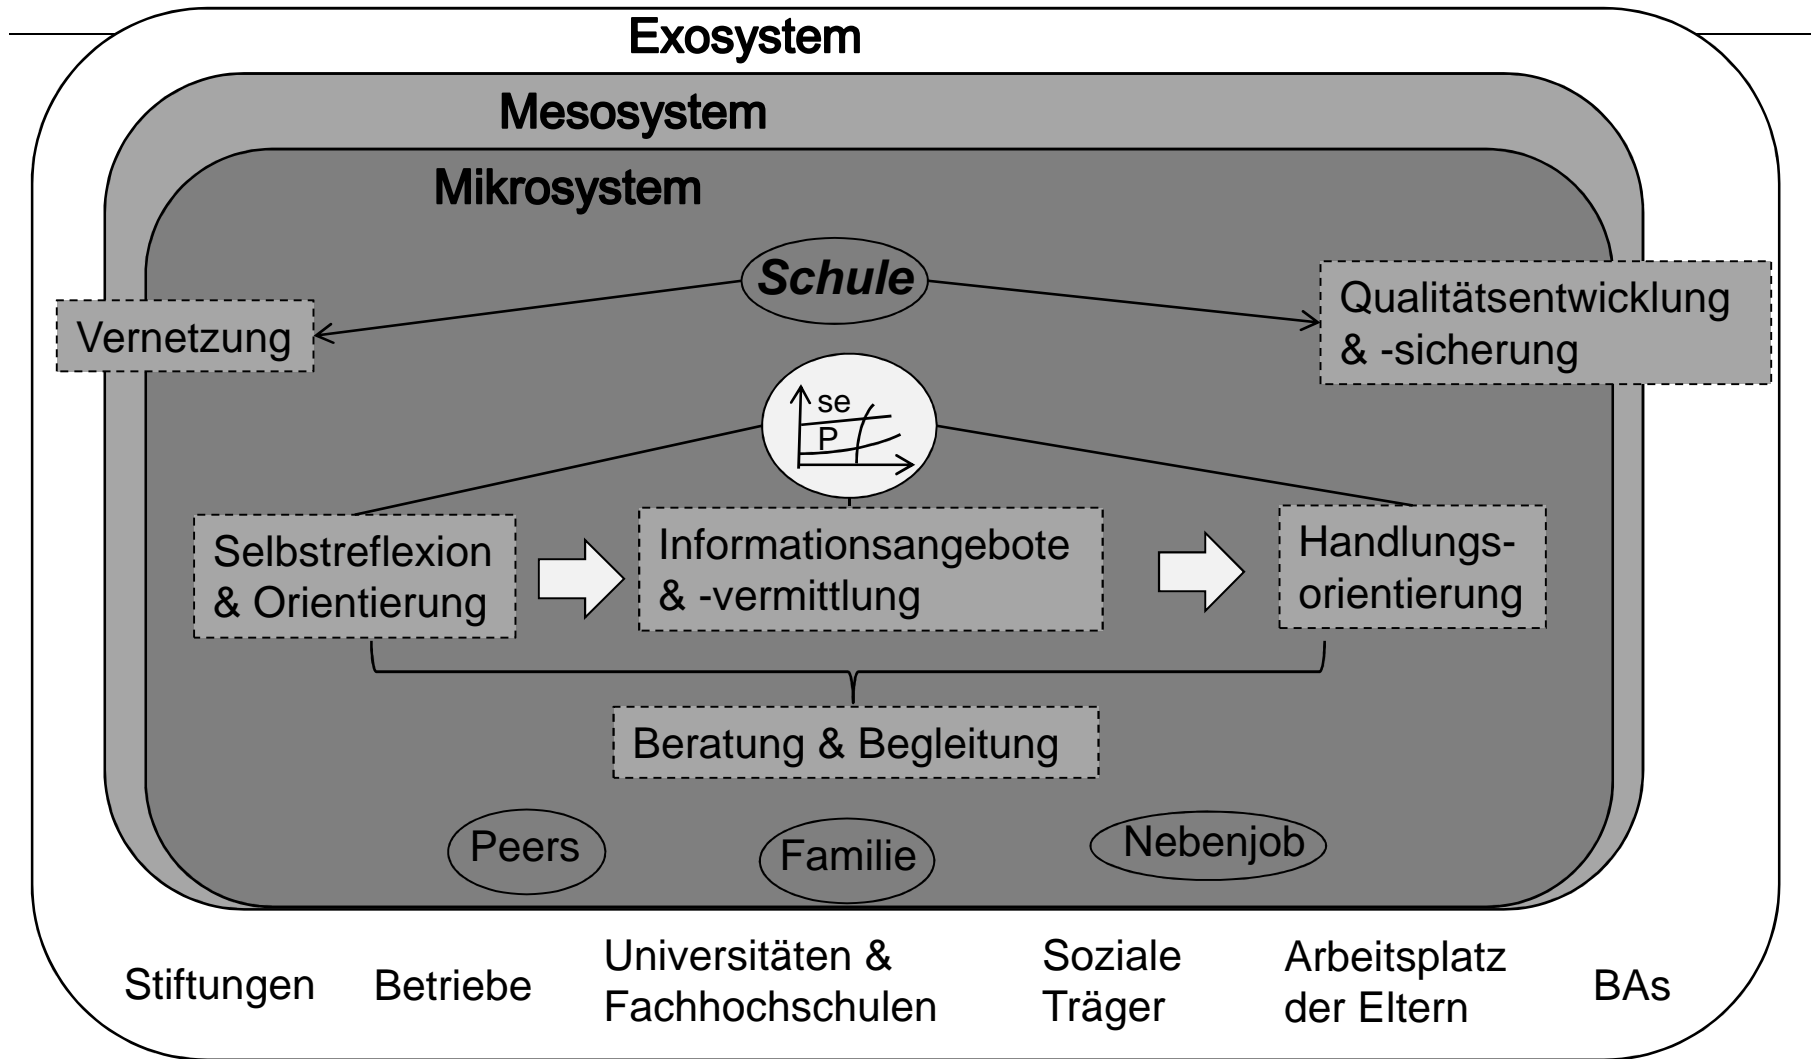 Exosystem
Mesosystem
Mikrosystem
Schule
Vernetzung
Qualitätsentwicklung
& -sicherung
se
P
Selbstreflexion
& Orientierung
Informationsangebote
& -vermittlung
Handlungs-
orientierung
Beratung & Begleitung
Peers
Familie
Nebenjob
Stiftungen
Betriebe
Universitäten &
Fachhochschulen
Soziale
Träger
Arbeitsplatz
der Eltern
BAs